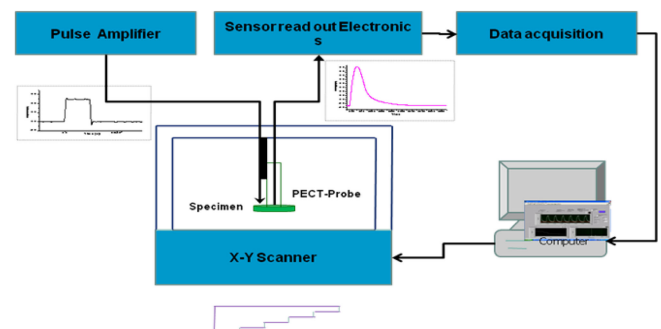 Pulse Amplifier
Sensor read out Electronic
s
Data acquisition
PECT-Probe
Specimen
Computer
X-Y Scanner